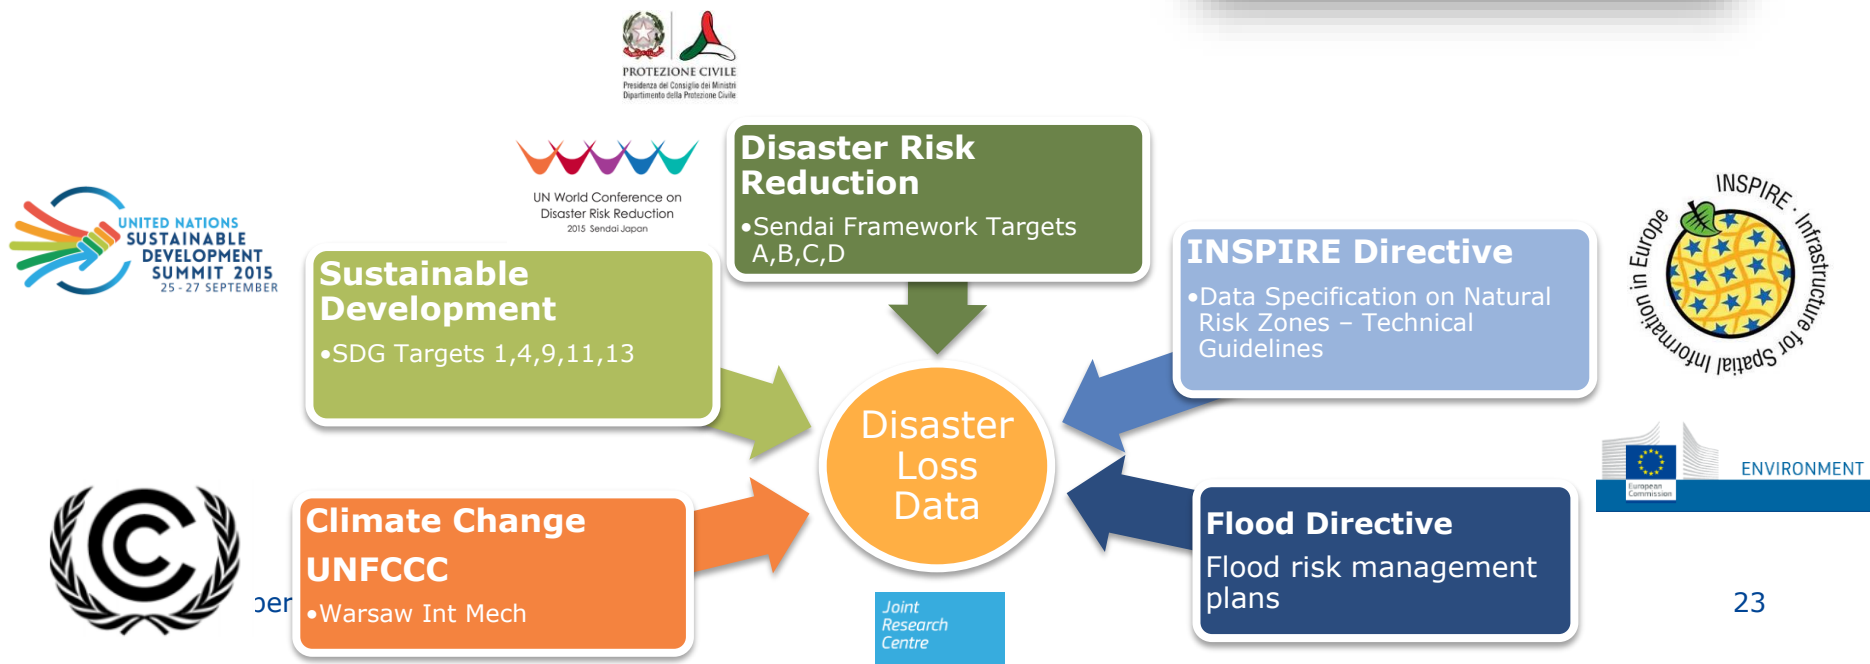 PROTEZIONE CIVILE
Presidenza del Consiglio dei Ministri
Dipartimento della Protezione Civile
UN World Conference on
Disaster Risk Reduction
2015 Sendai Japan
UNITED NATIONS
SUSTAINABLE
DEVELOPMENT
SUMMIT 2015
25 - 27 SEPTEMBER
Disaster Risk
Reduction
•Sendai Framework Targets
A,B,C,D
Sustainable
Development
•SDG Targets 1,4,9,11,13
INSPIRE Directive
•Data Specification on Natural
Risk Zones – Technical
Guidelines
INSPIRE · Infrastructure for Spatial Information in Europe
Disaster
Loss
Data
Climate Change
UNFCCC
•Warsaw Int Mech
Flood Directive
Flood risk management
plans
European
Commission
ENVIRONMENT
Joint
Research
Centre
23